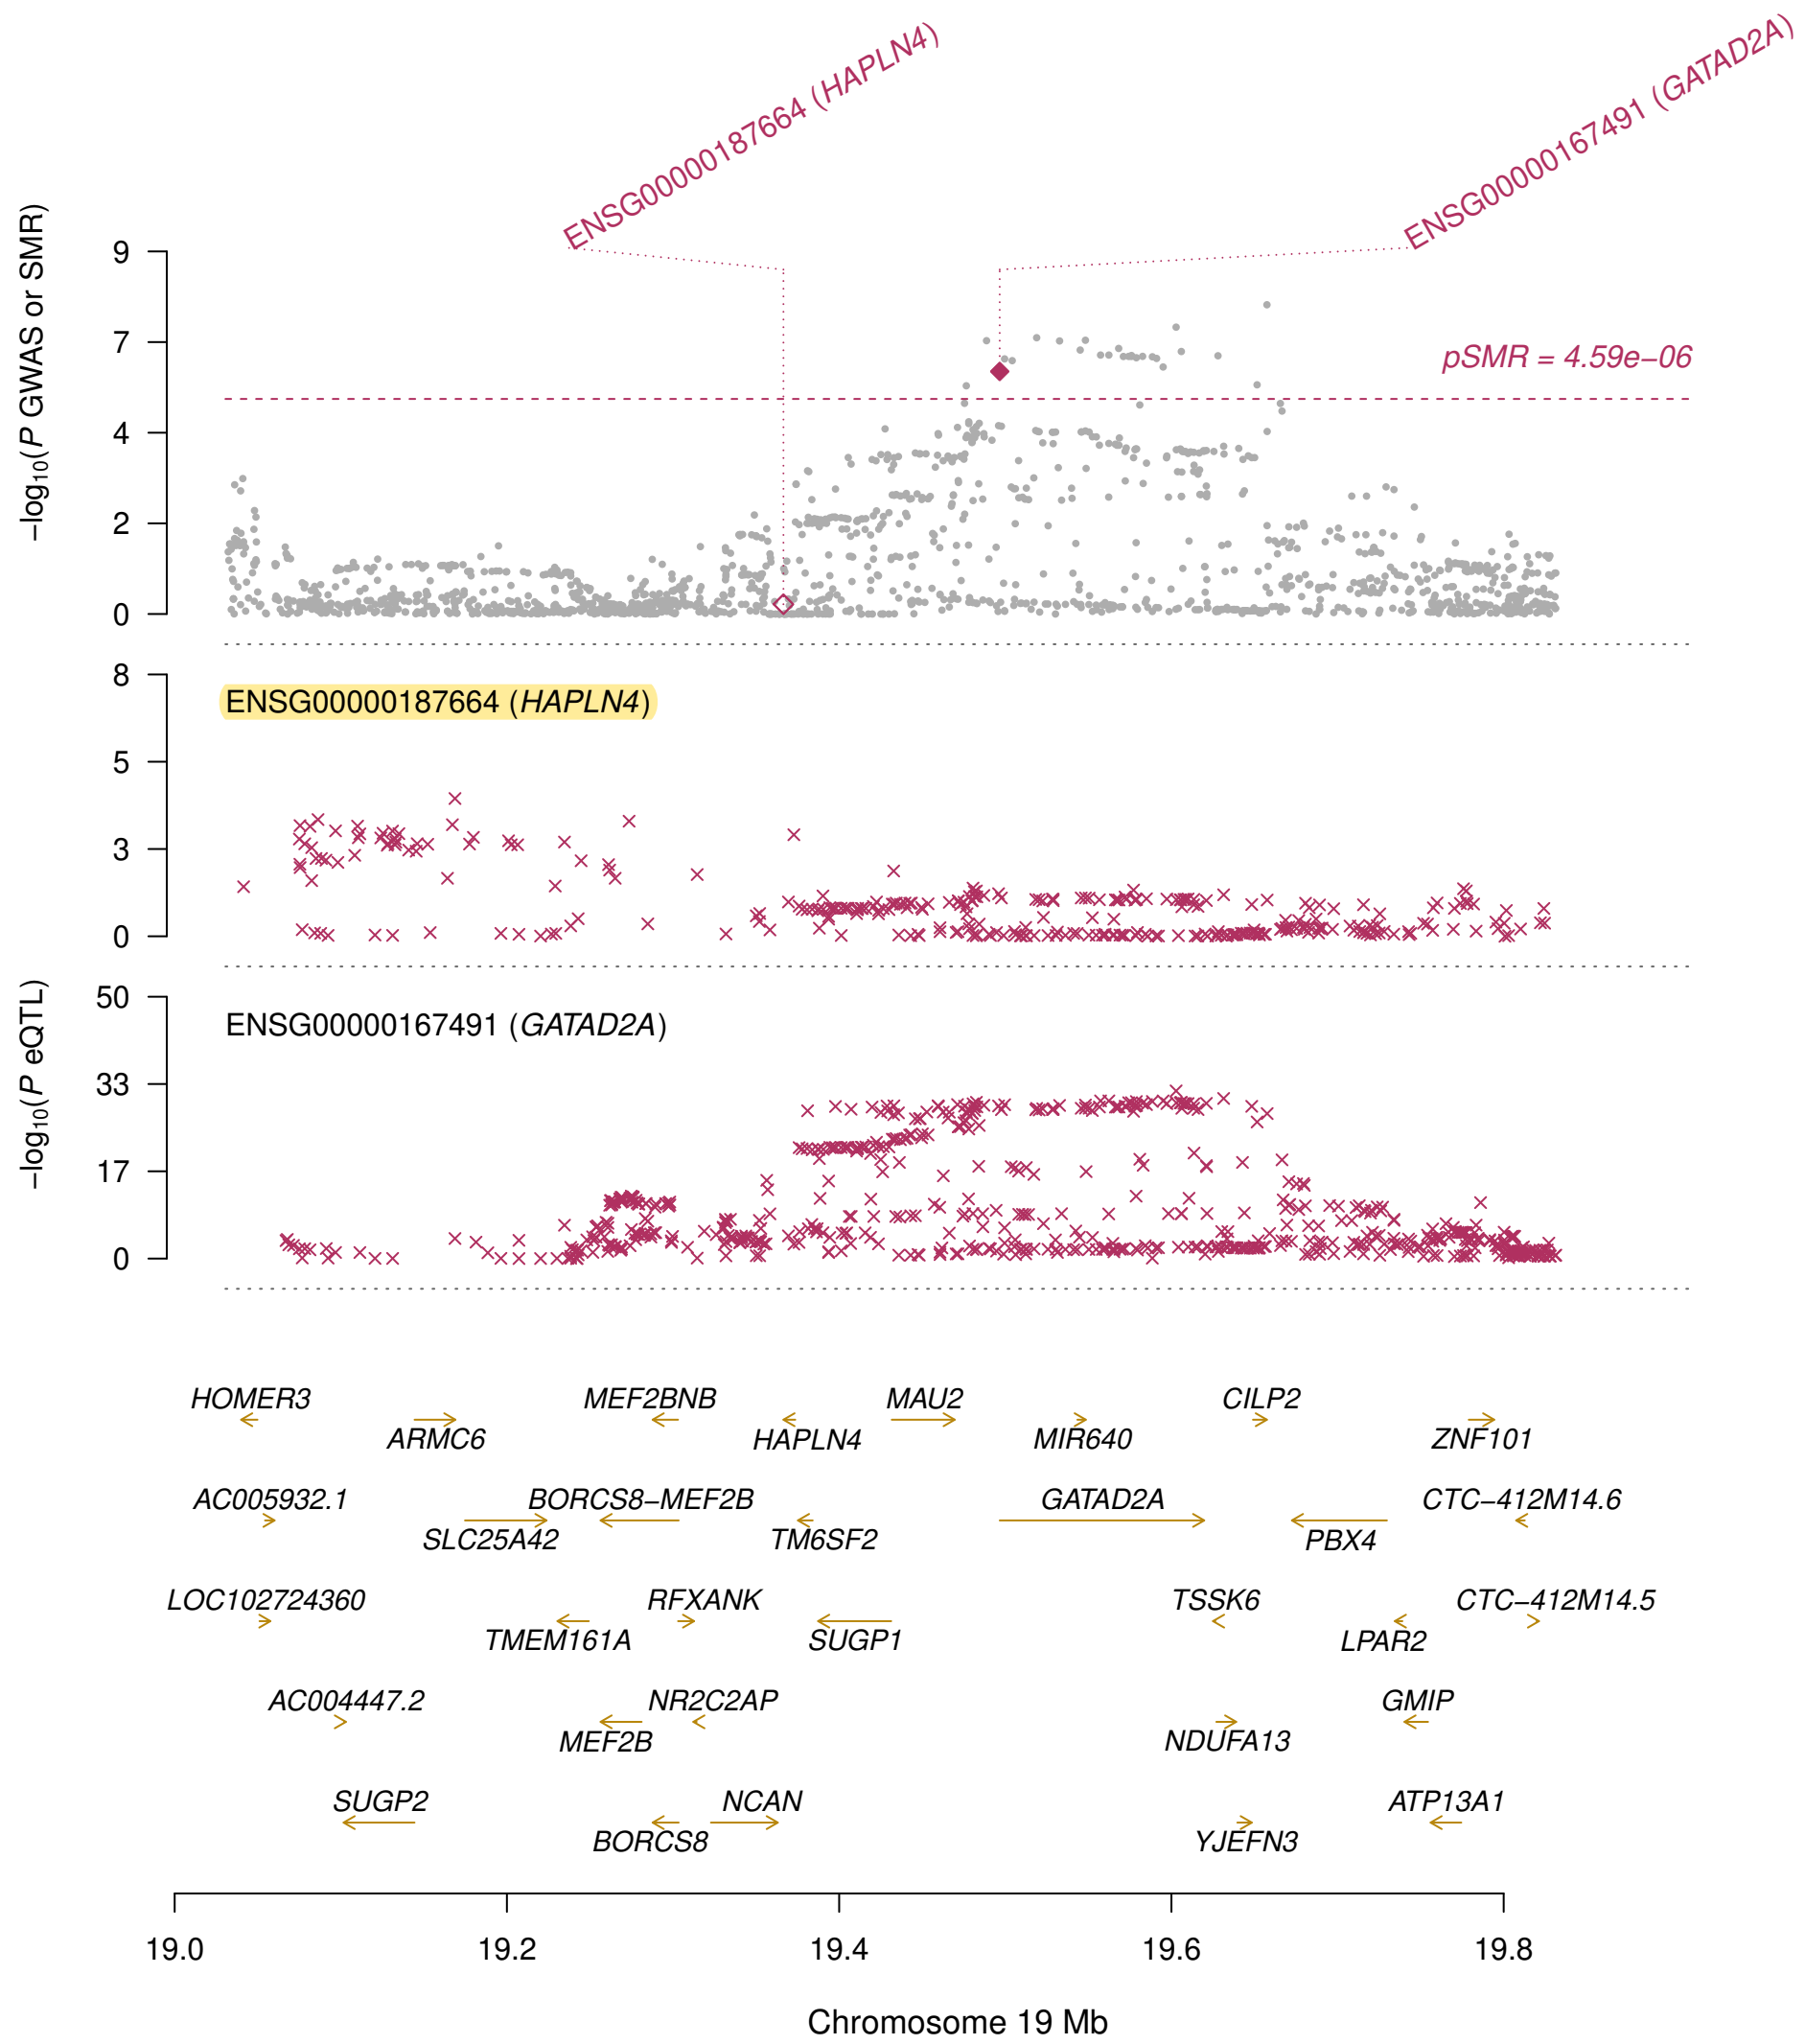 ENSG00000187664 (HAPLN4)
ENSG00000167491 (GATAD2A)
−log10(P GWAS or SMR)
9
7
4
2
0
pSMR = 4.59e−06
ENSG00000187664 (HAPLN4)
8
5
3
0
−log10(P eQTL)
ENSG00000167491 (GATAD2A)
50
33
17
0
HOMER3 MEF2BNB MAU2 CILP2
ARMC6 HAPLN4 MIR640 ZNF101
AC005932.1 BORCS8−MEF2B GATAD2A CTC−412M14.6
SLC25A42 TM6SF2 PBX4
LOC102724360 RFXANK TSSK6 CTC−412M14.5
TMEM161A SUGP1 LPAR2
AC004447.2 NR2C2AP GMIP
MEF2B NDUFA13
SUGP2 NCAN ATP13A1
BORCS8 YJEFN3
19.0 19.2 19.4 19.6 19.8
Chromosome 19 Mb